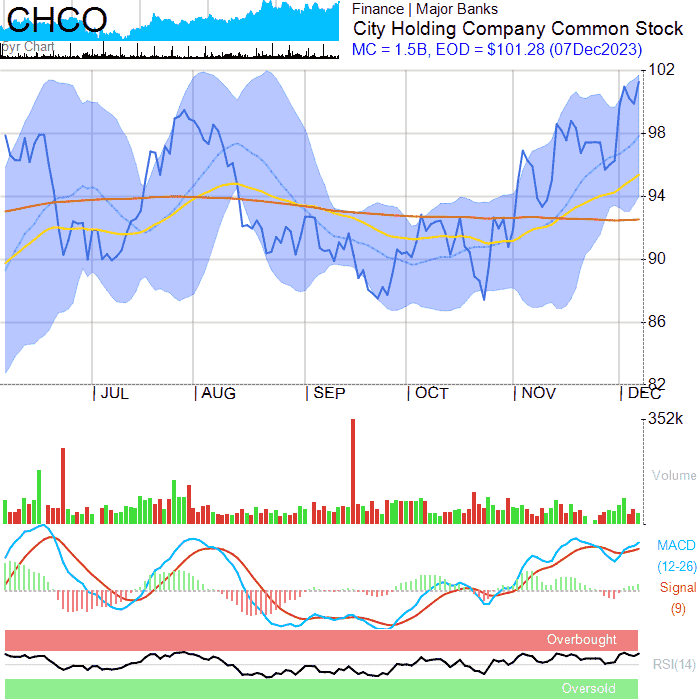 CHCO
5yr Chart
Finance | Major Banks
City Holding Company Common Stock
MC = 1.5B, EOD = $101.28 (07Dec2023)
102
98
94
90
86
82
JUL
AUG
SEP
OCT
NOV
DEC
352k
Volume
MACD
(12-26)
Signal
(9)
Overbought
RSI(14)
Oversold